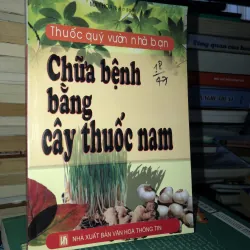 Thuốc quý vườn nhà bạn
Chữa bệnh
bằng
cây thuốc nam
NHÀ XUẤT BẢN VĂN HÓA THÔNG TIN